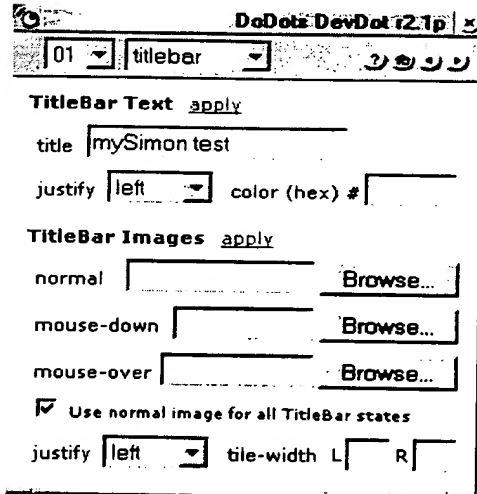 DoDots DevDot r2.1p x
01 titlebar ?
TitleBar Text apply
title mySimon test
justify left color (hex) #
TitleBar Images apply
normal Browse...
mouse-down Browse...
mouse-over Browse...
Use normal image for all TitleBar states
justify left tile-width L R